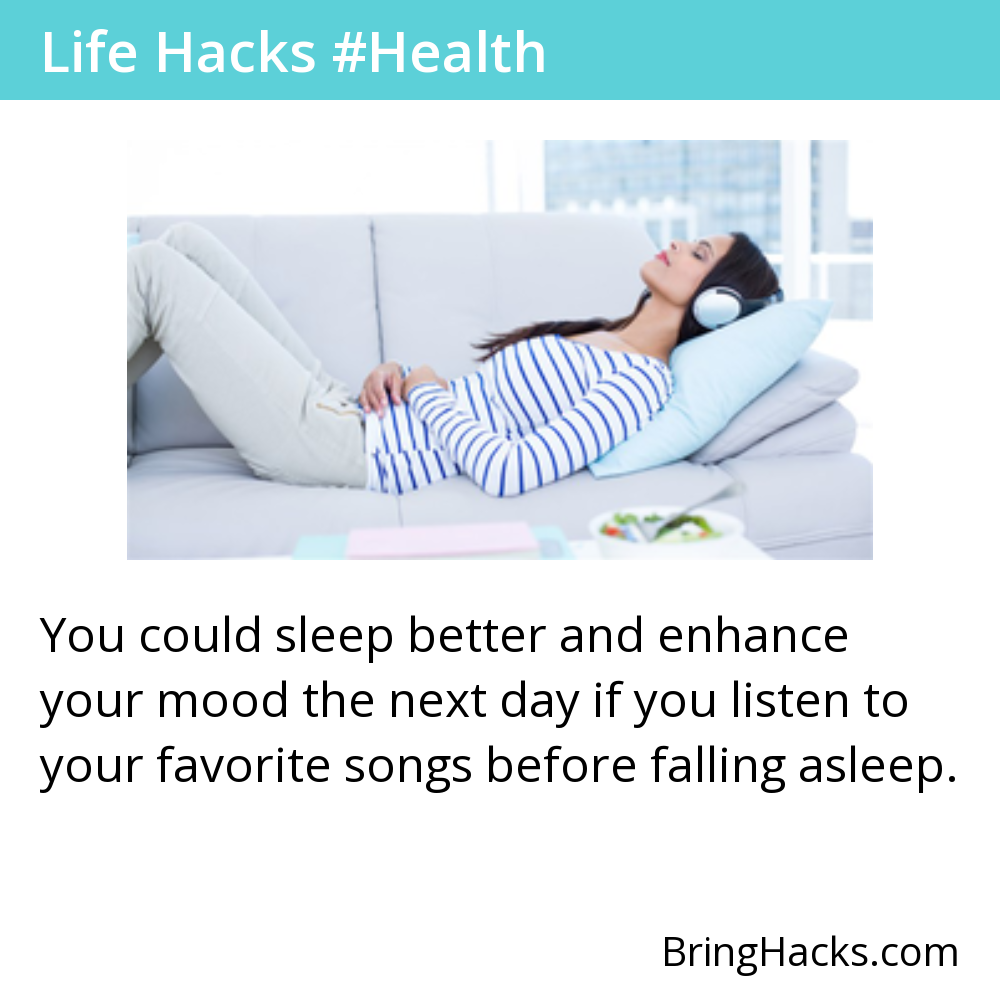 Life Hacks #Health
You could sleep better and enhance
your mood the next day if you listen to
your favorite songs before falling asleep.
BringHacks.com